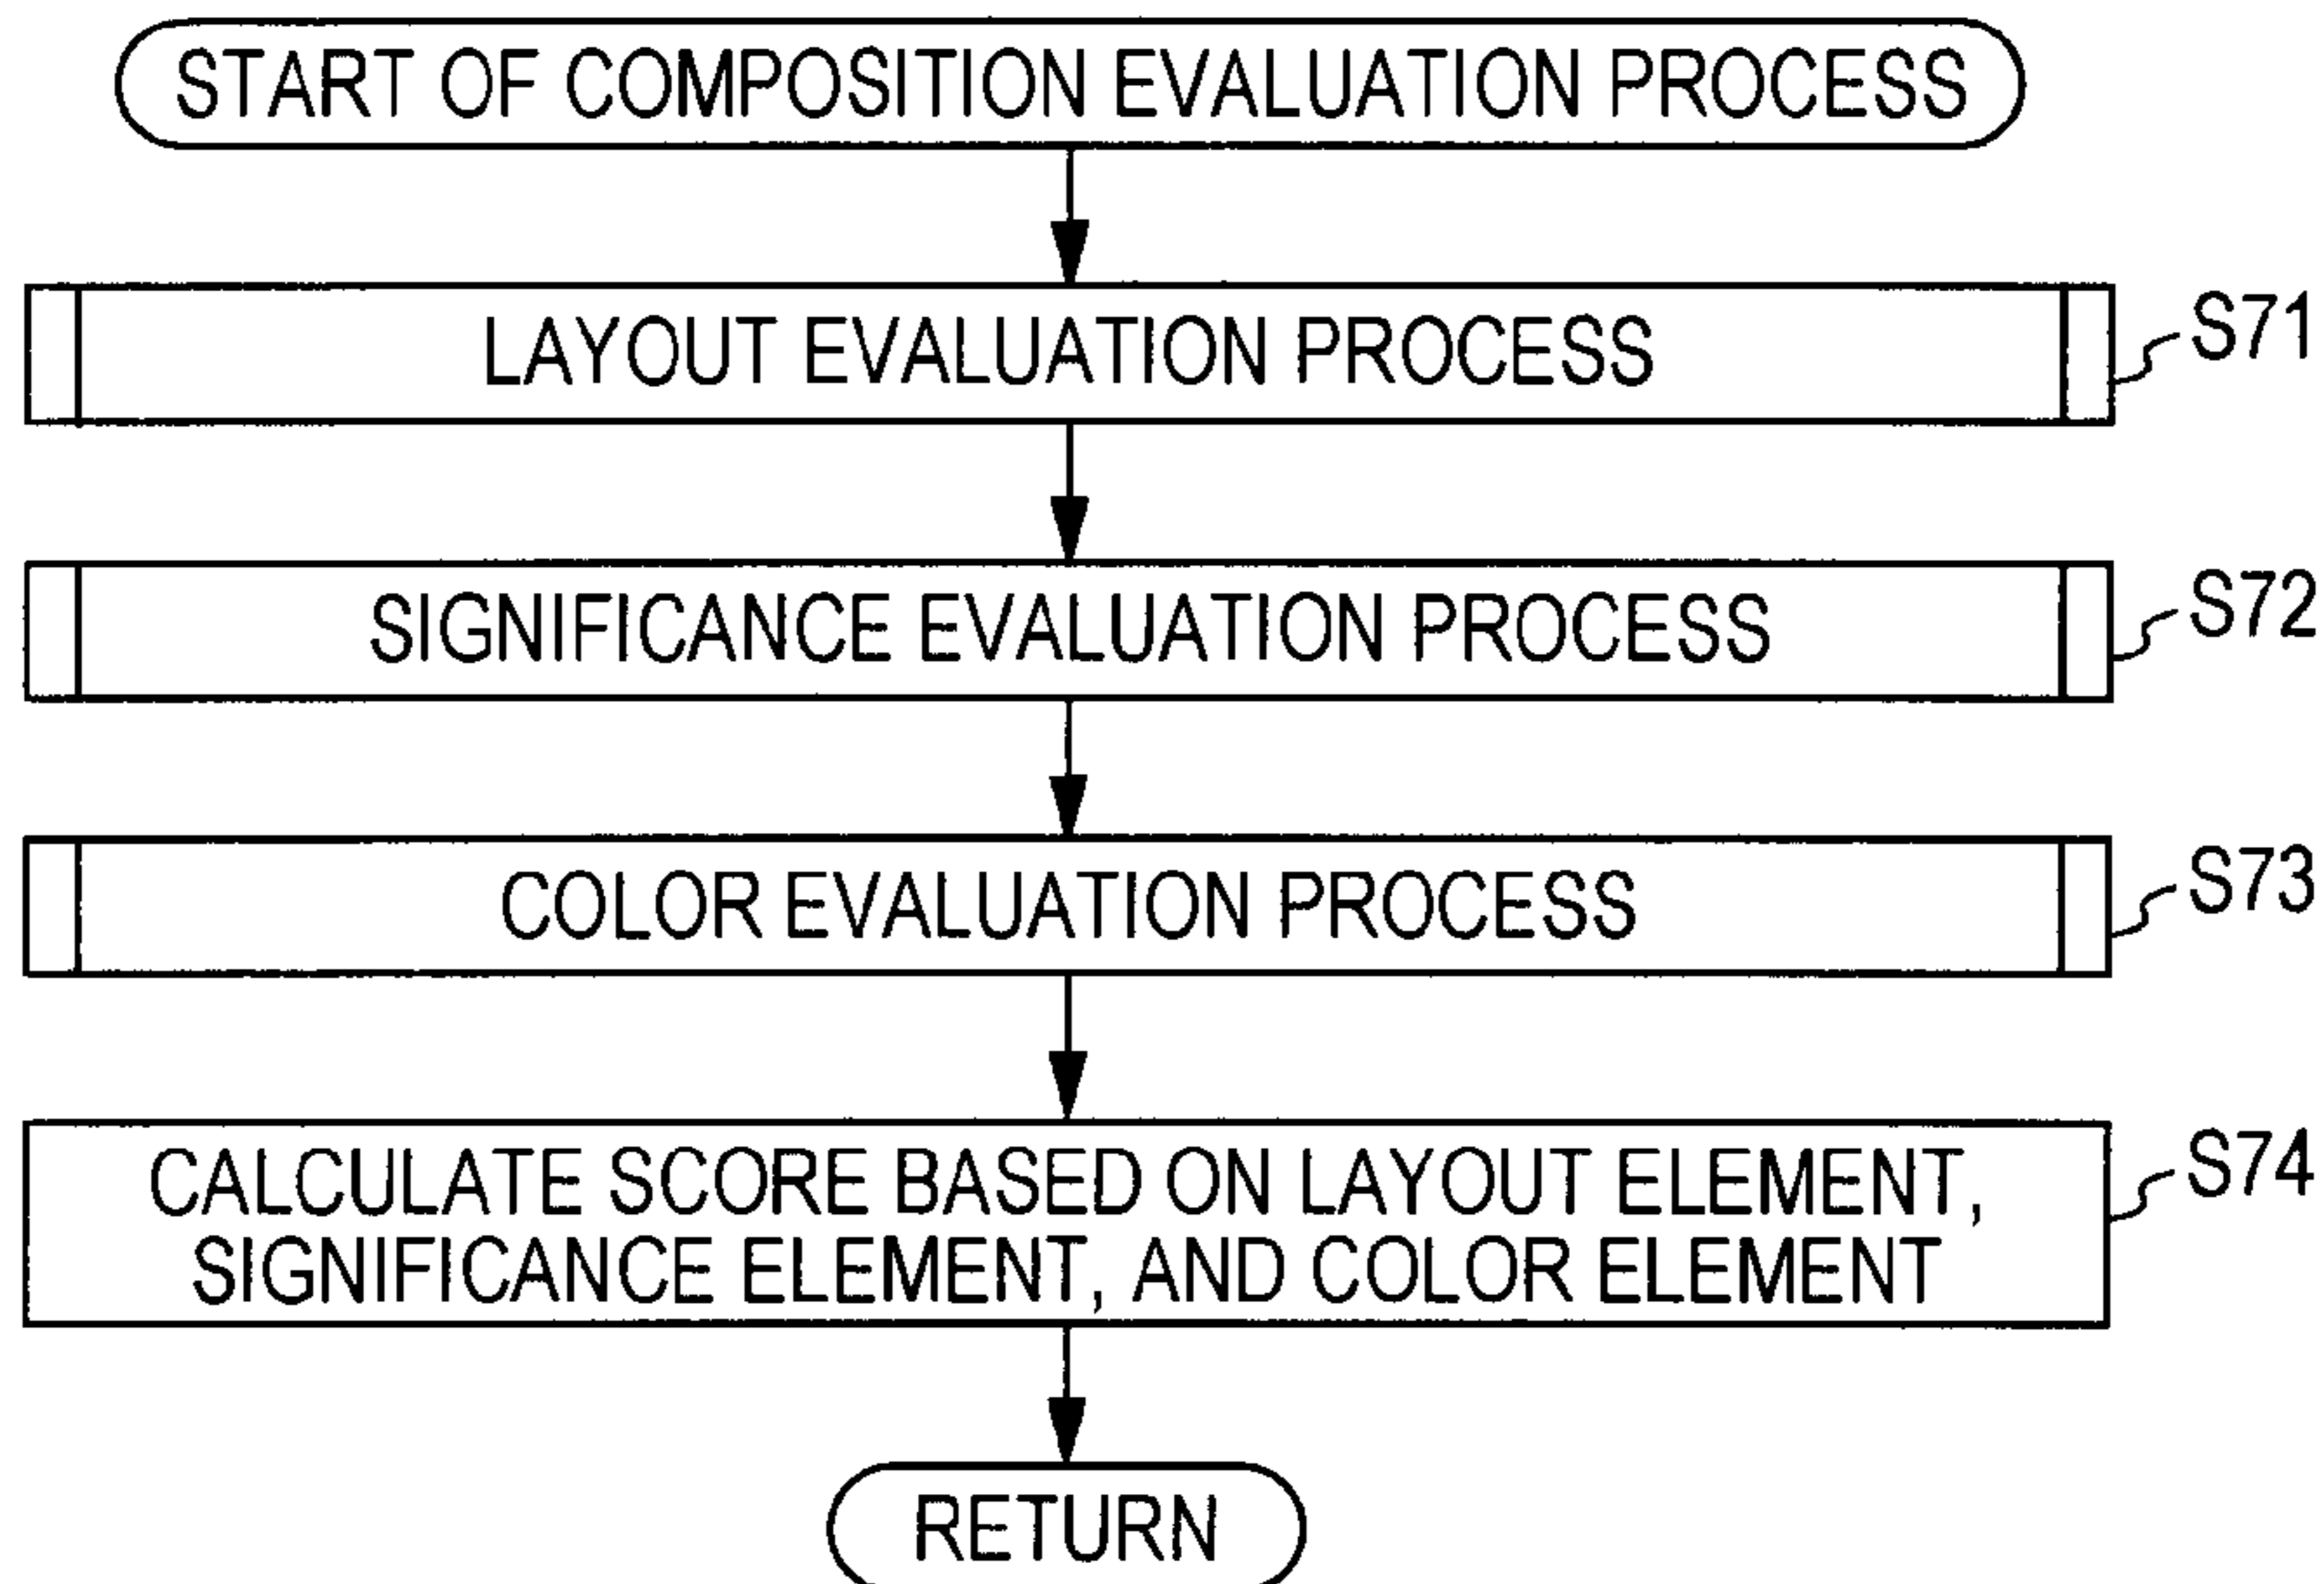 START OF COMPOSITION EVALUATION PROCESS
LAYOUT EVALUATION PROCESS
S71
SIGNIFICANCE EVALUATION PROCESS
S72
COLOR EVALUATION PROCESS
S73
CALCULATE SCORE BASED ON LAYOUT ELEMENT,
SIGNIFICANCE ELEMENT, AND COLOR ELEMENT
S74
RETURN